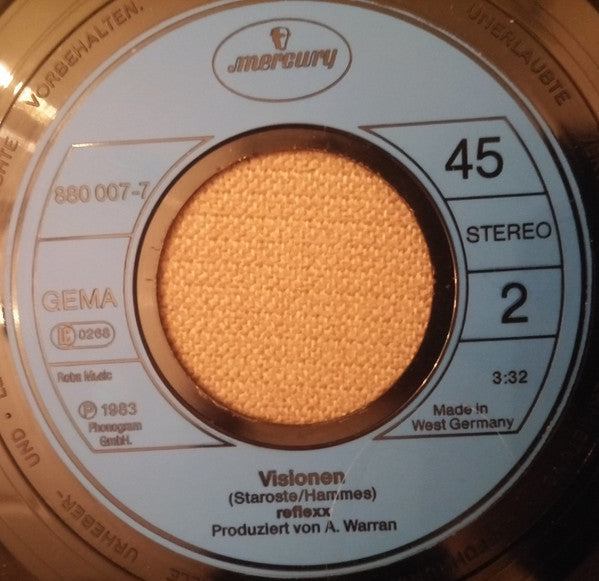 mercury
VORBEHALTEN.
UNERLAUBTE
880 007-7
GEMA
LC 0268
Roba Music
Ⓟ 1983
Phonogram
GmbH.
45
STEREO
2
3:32
Made in
West Germany
Visionen
(Staroste/Hammes)
reflexx
Produziert von A. Warran
URHEBER-
UND